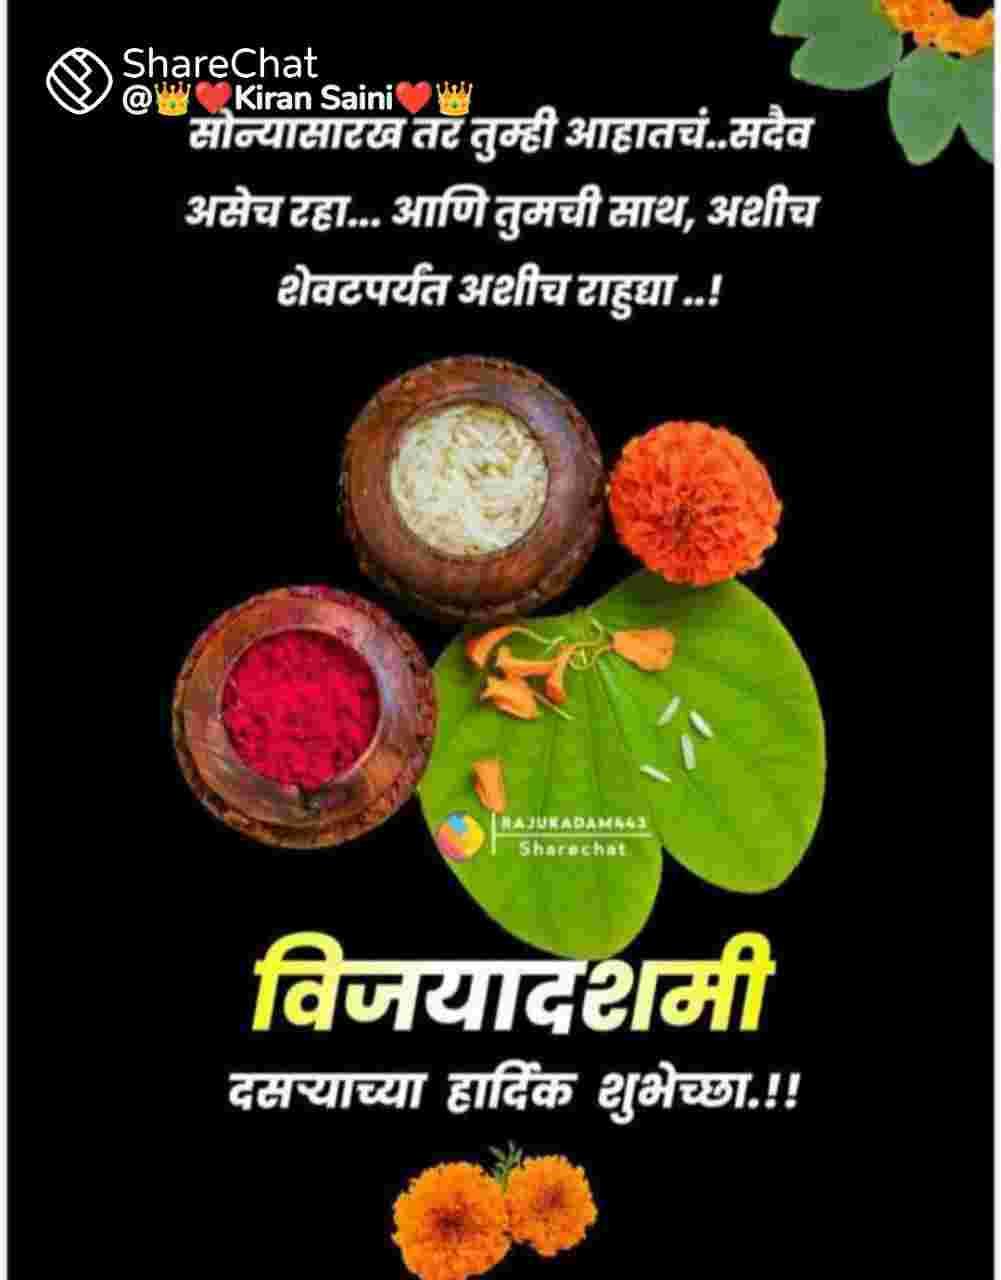 ShareChat
@👑❤️Kiran Saini❤️👑
सोन्यासारख तर तुम्ही आहातचं..सदैव
असेच रहा... आणि तुमची साथ, अशीच
शेवटपर्यंत अशीच राहुद्या ..!
RAJUKADAM443
Sharechat
विजयादशमी
दसऱ्याच्या हार्दिक शुभेच्छा.!!